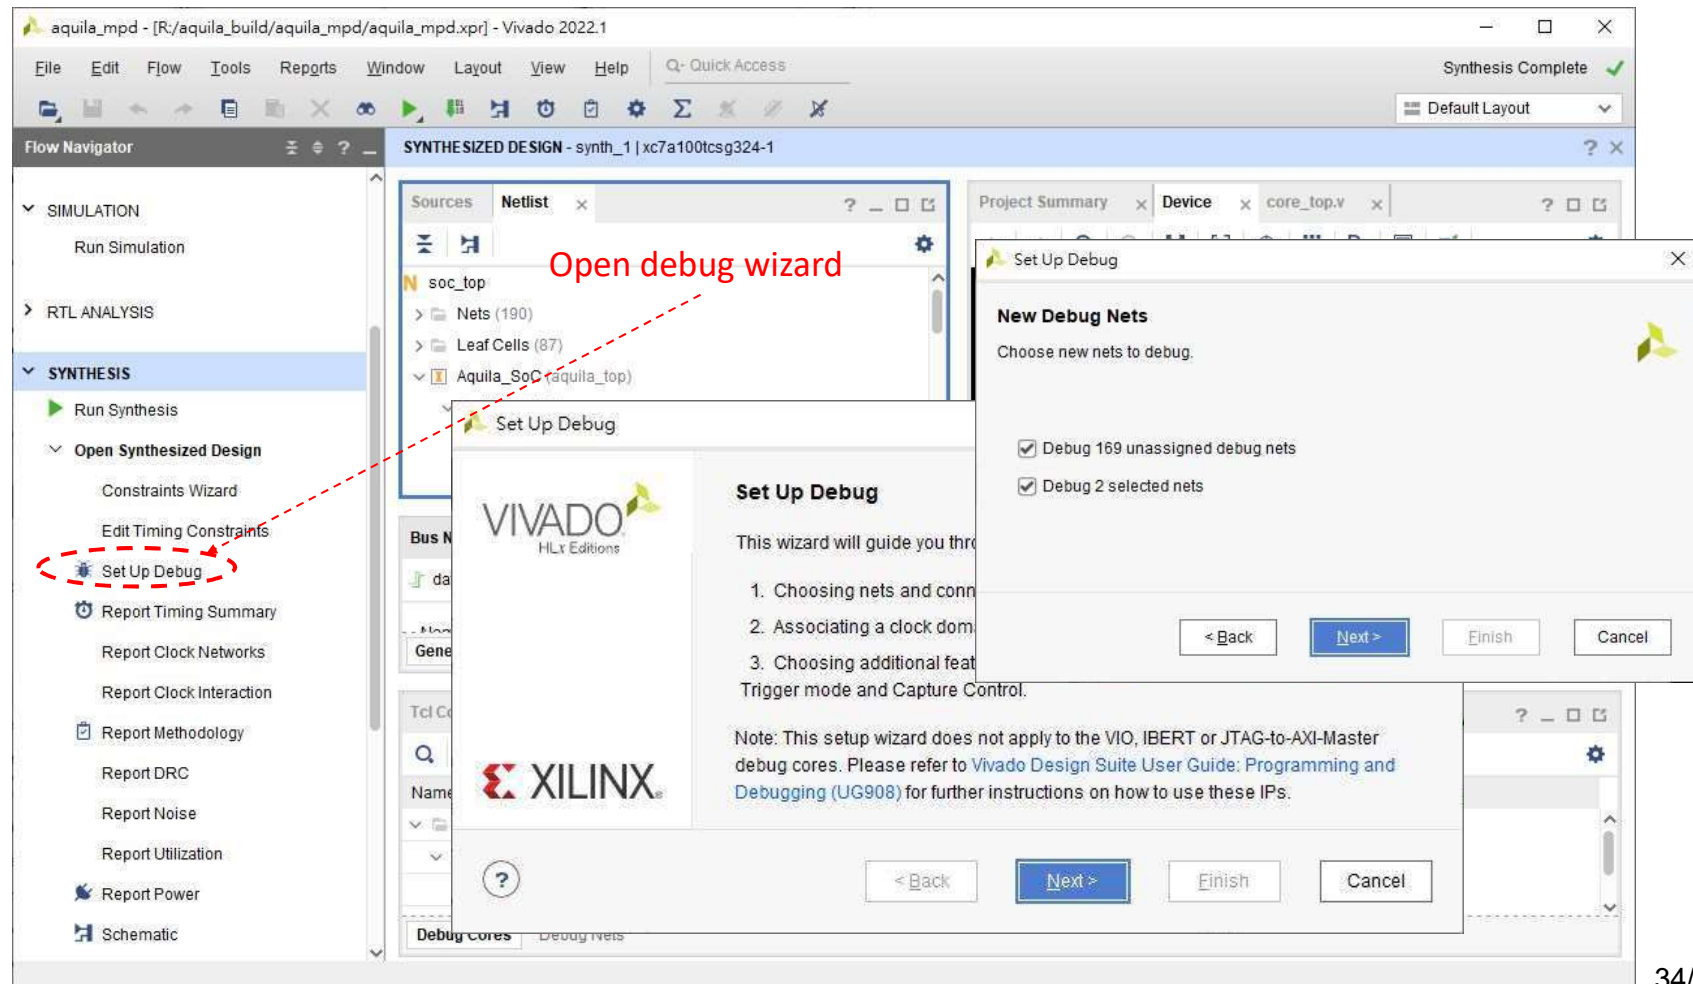 aquila_mpd - [R:/aquila_build/aquila_mpd/aquila_mpd.xpr] - Vivado 2022.1
File Edit Flow Tools Reports Window Layout View Help Q- Quick Access Synthesis Complete
Default Layout
Flow Navigator ? _
SYNTHESIZED DESIGN - synth_1 | xc7a100tcsg324-1 ? ×
SIMULATION
Run Simulation
RTL ANALYSIS
SYNTHESIS
Run Synthesis
Open Synthesized Design
Constraints Wizard
Edit Timing Constraints
Set Up Debug
Report Timing Summary
Report Clock Networks
Report Clock Interaction
Report Methodology
Report DRC
Report Noise
Report Utilization
Report Power
Schematic
Sources Netlist × ? _
Open debug wizard
N soc_top
Nets (190)
Leaf Cells (87)
Aquila_SoC (aquila_top)
Project Summary × Device × core_top.v × ?
Bus N
da
Gene
Tcl Co
Name
Debug Cores Debug Nets
? _
Set Up Debug
VIVADO
HLx Editions
XILINX
Set Up Debug
This wizard will guide you thro
1. Choosing nets and conn
2. Associating a clock dom
3. Choosing additional feat
Trigger mode and Capture Control.
Note: This setup wizard does not apply to the VIO, IBERT or JTAG-to-AXI-Master
debug cores. Please refer to Vivado Design Suite User Guide: Programming and
Debugging (UG908) for further instructions on how to use these IPs.
?
< Back Next > Finish Cancel
Set Up Debug ×
New Debug Nets
Choose new nets to debug.
Debug 169 unassigned debug nets
Debug 2 selected nets
< Back Next > Finish Cancel
34/